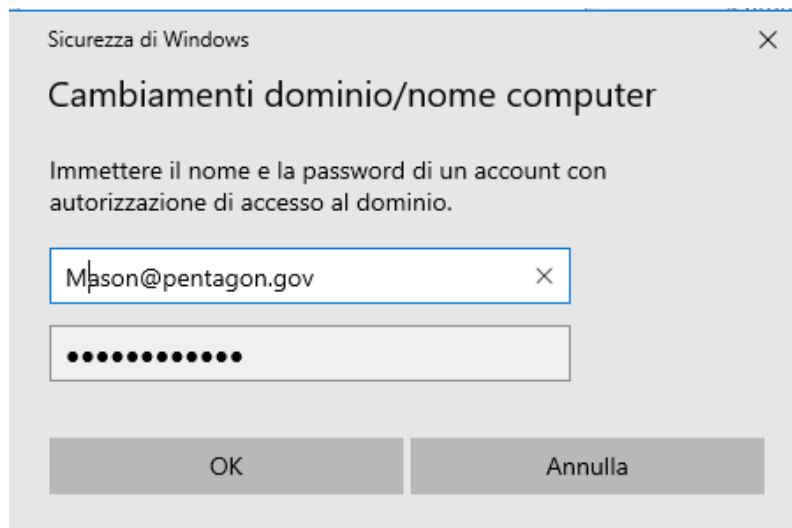 Sicurezza di Windows
Cambiamenti dominio/nome computer
Immettere il nome e la password di un account con
autorizzazione di accesso al dominio.
Mason@pentagon.gov
●●●●●●●●●●●●
OK Annulla